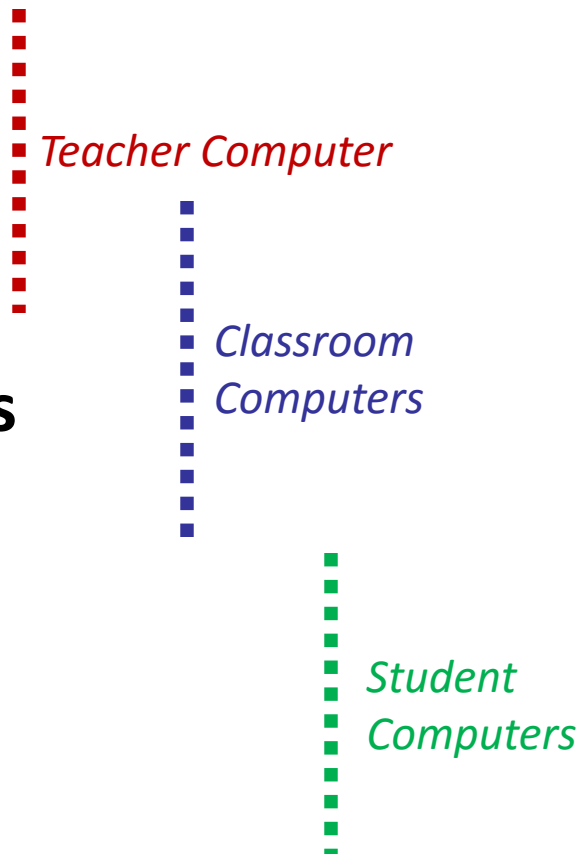 Teacher Computer
Classroom
Computers
s
Student
Computers